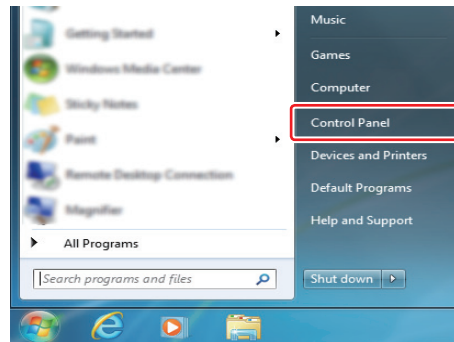 Getting Started
Windows Media Center
Sticky Notes
Paint
Remote Desktop Connection
Magnifier
All Programs
Search programs and files
Music
Games
Computer
Control Panel
Devices and Printers
Default Programs
Help and Support
Shut down